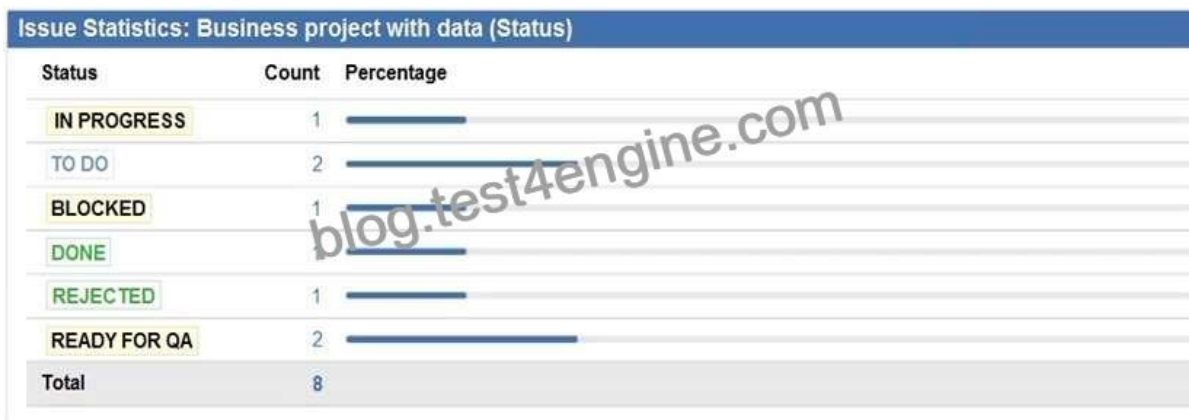 Issue Statistics: Business project with data (Status)
Status Count Percentage
IN PROGRESS 1
TO DO 2
BLOCKED 1
DONE
REJECTED 1
READY FOR QA 2
Total 8
blog.test4engine.com